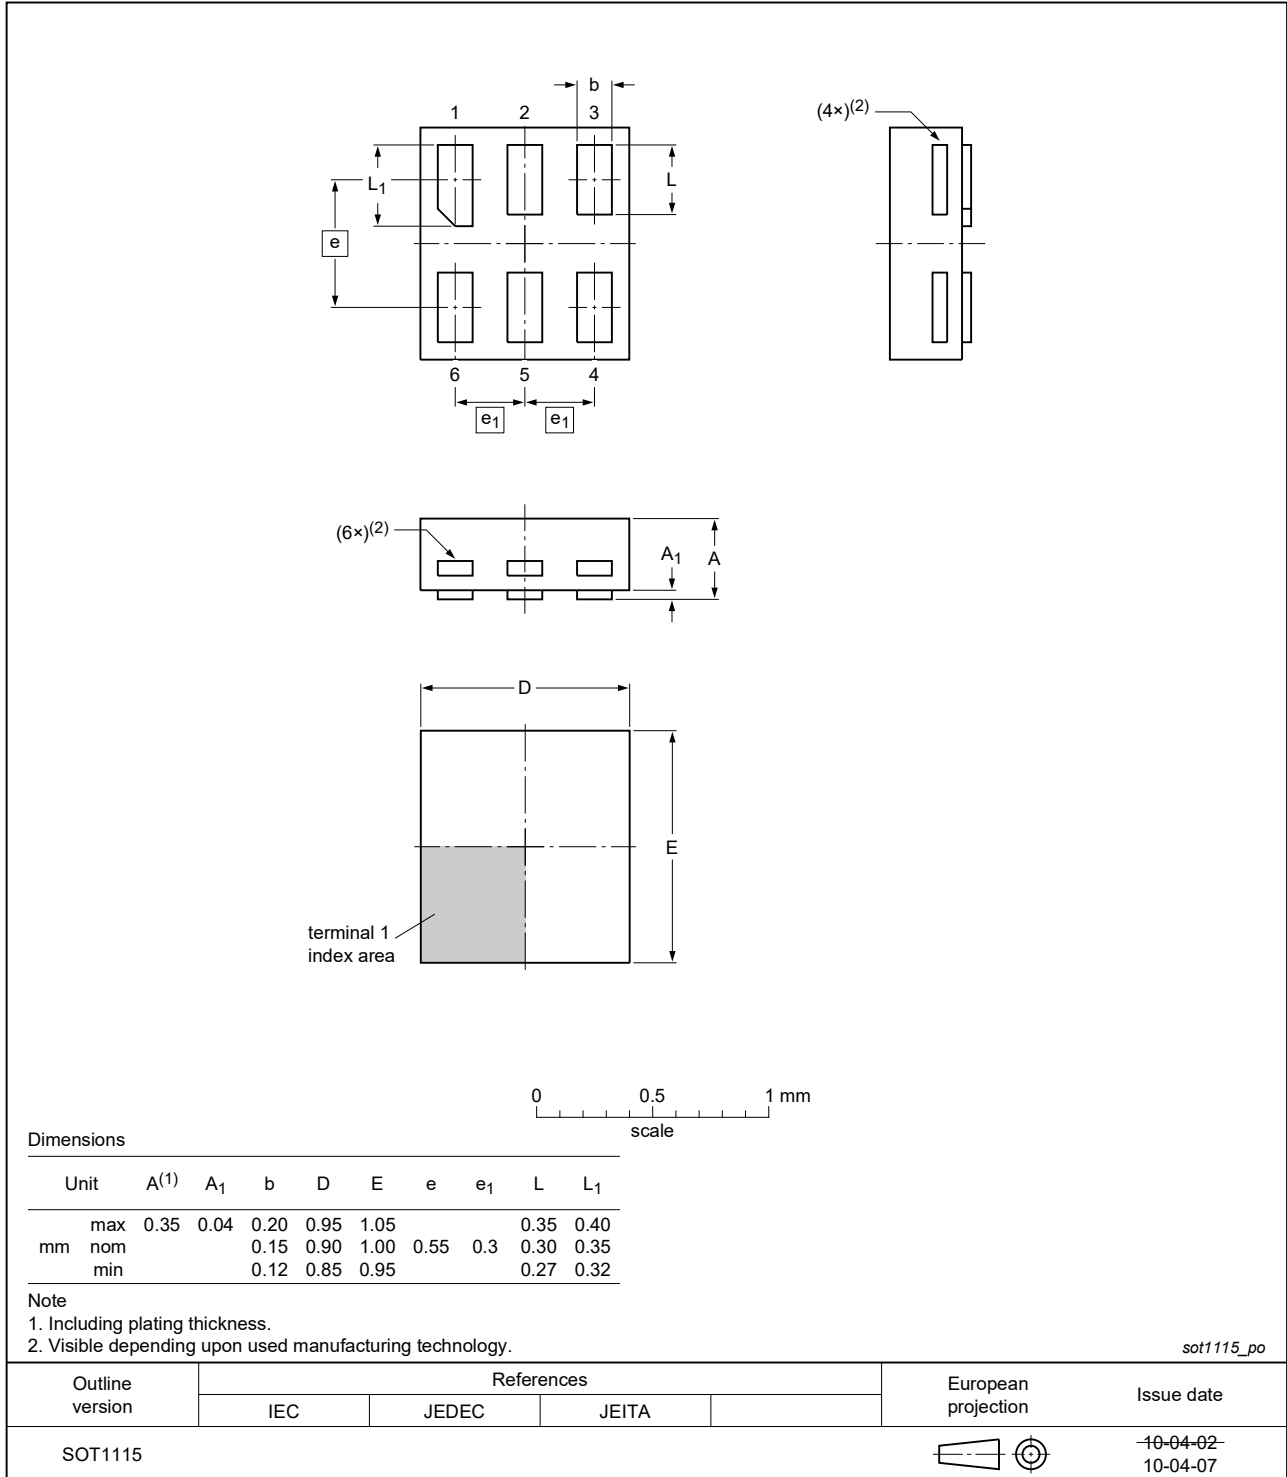 b
1 2 3
(4×)(2)
L1
L
e
6 5 4
e1 e1
(6×)(2)
A1 A
D
E
terminal 1
index area
0 0.5 1 mm
scale
Dimensions
Unit A(1) A1 b D E e e1 L L1
max 0.35 0.04 0.20 0.95 1.05 0.35 0.40
mm nom 0.15 0.90 1.00 0.55 0.3 0.30 0.35
min 0.12 0.85 0.95 0.27 0.32
Note
1. Including plating thickness.
2. Visible depending upon used manufacturing technology.
sot1115_po
Outline
version
References
IEC JEDEC JEITA
European
projection
Issue date
SOT1115
10-04-02
10-04-07